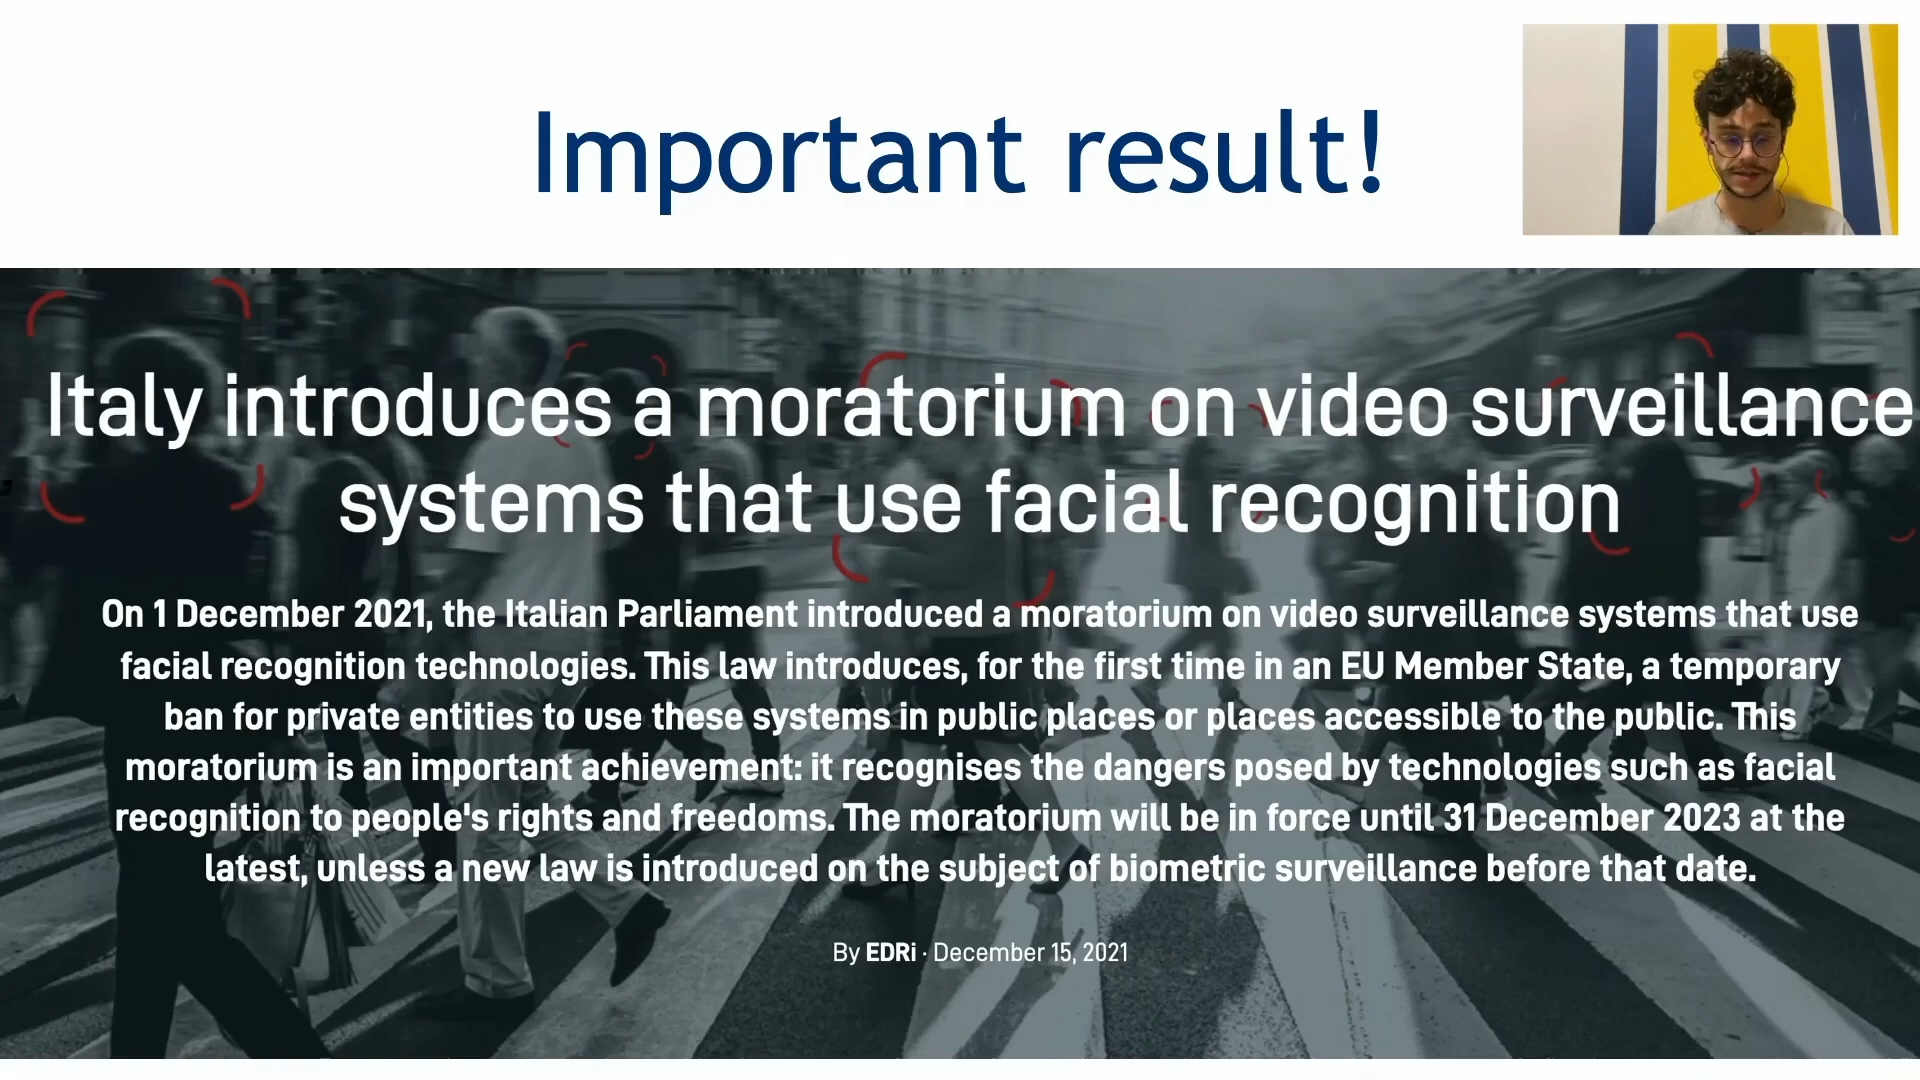 Important result!
Italy introduces a moratorium on video surveillance
systems that use facial recognition
On 1 December 2021, the Italian Parliament introduced a moratorium on video surveillance systems that use
facial recognition technologies. This law introduces, for the first time in an EU Member State, a temporary
ban for private entities to use these systems in public places or places accessible to the public. This
moratorium is an important achievement: it recognises the dangers posed by technologies such as facial
recognition to people's rights and freedoms. The moratorium will be in force until 31 December 2023 at the
latest, unless a new law is introduced on the subject of biometric surveillance before that date.
By EDRi · December 15, 2021